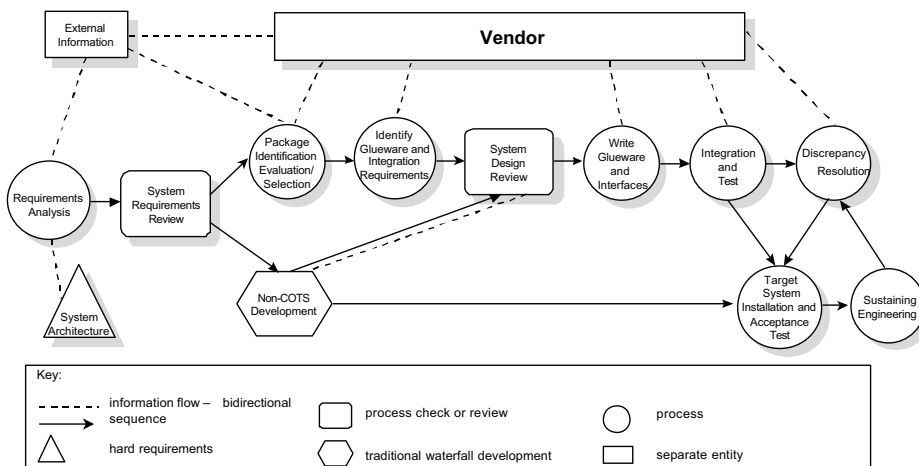 External
Information
Vendor
Requirements
Analysis
System
Requirements
Review
Package
Identification
Evaluation/
Selection
Identify
Glueware and
Integration
Requirements
System
Design
Review
Write
Glueware
and
Interfaces
Integration
and
Test
Discrepancy
Resolution
System
Architecture
Non-COTS
Development
Target
System
Installation and
Acceptance
Test
Sustaining
Engineering
Key:
information flow – bidirectional
sequence
hard requirements
process check or review
traditional waterfall development
process
separate entity